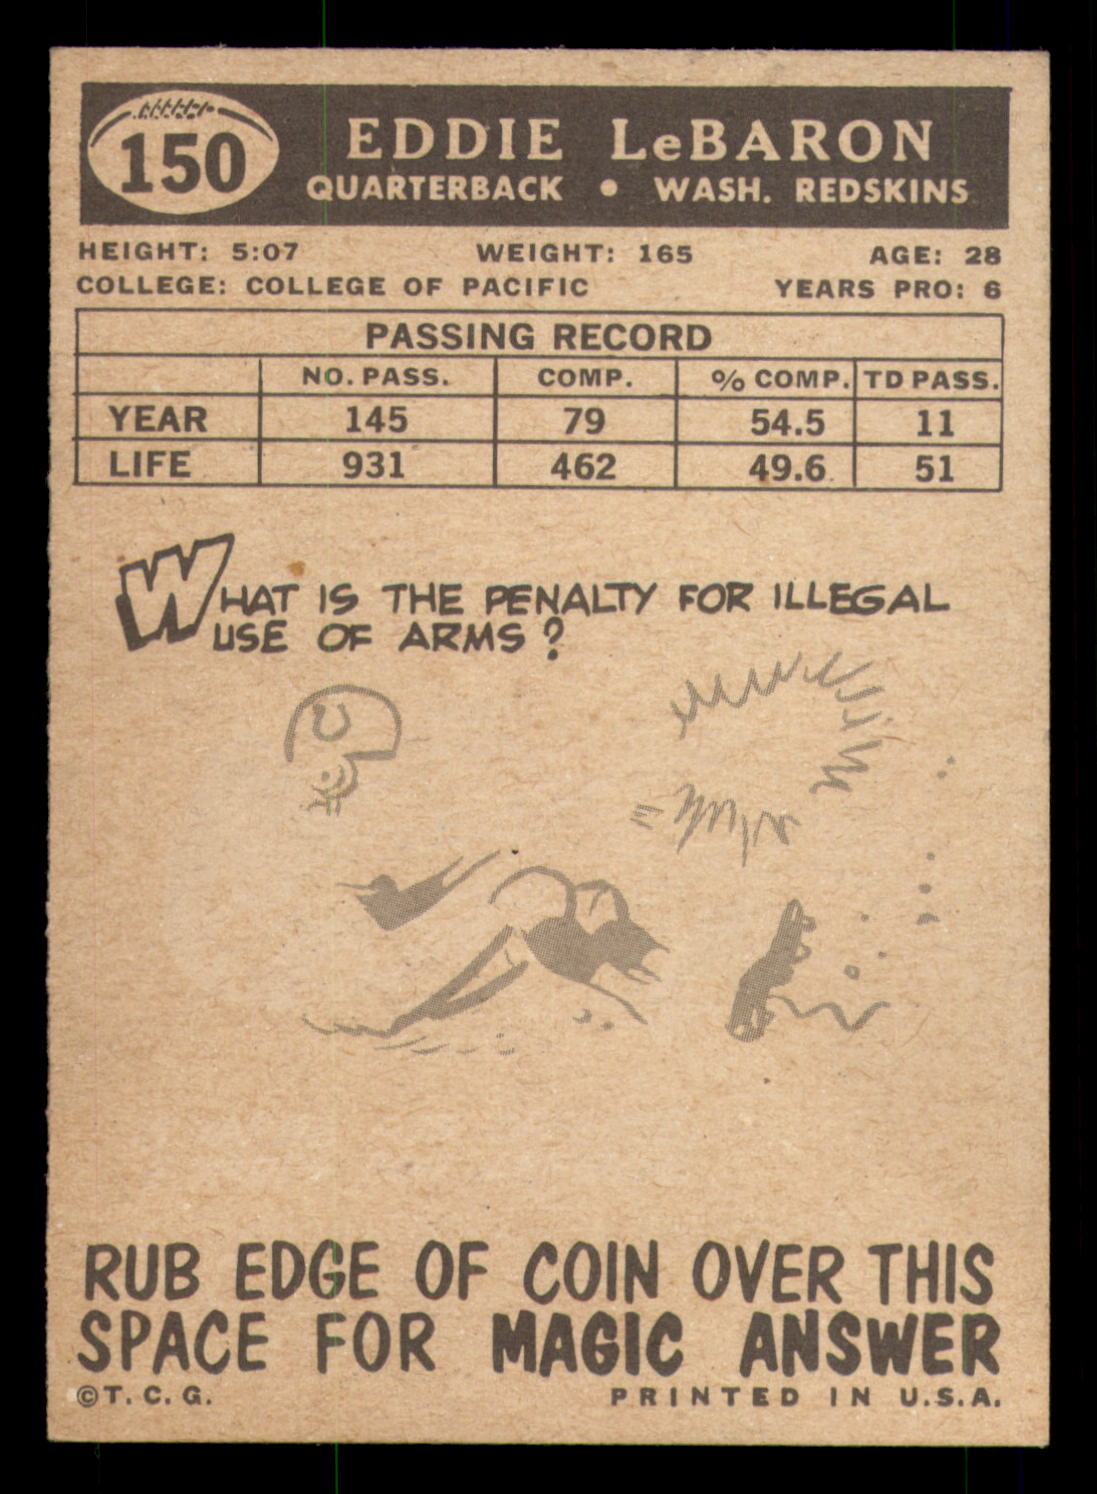 150
EDDIE LeBARON
QUARTERBACK • WASH. REDSKINS
HEIGHT: 5:07 WEIGHT: 165 AGE: 28
COLLEGE: COLLEGE OF PACIFIC YEARS PRO: 6
PASSING RECORD
NO. PASS. COMP. % COMP. TD PASS.
YEAR 145 79 54.5 11
LIFE 931 462 49.6 51
WHAT IS THE PENALTY FOR ILLEGAL
USE OF ARMS?
RUB EDGE OF COIN OVER THIS
SPACE FOR MAGIC ANSWER
©T.C.G. PRINTED IN U.S.A.